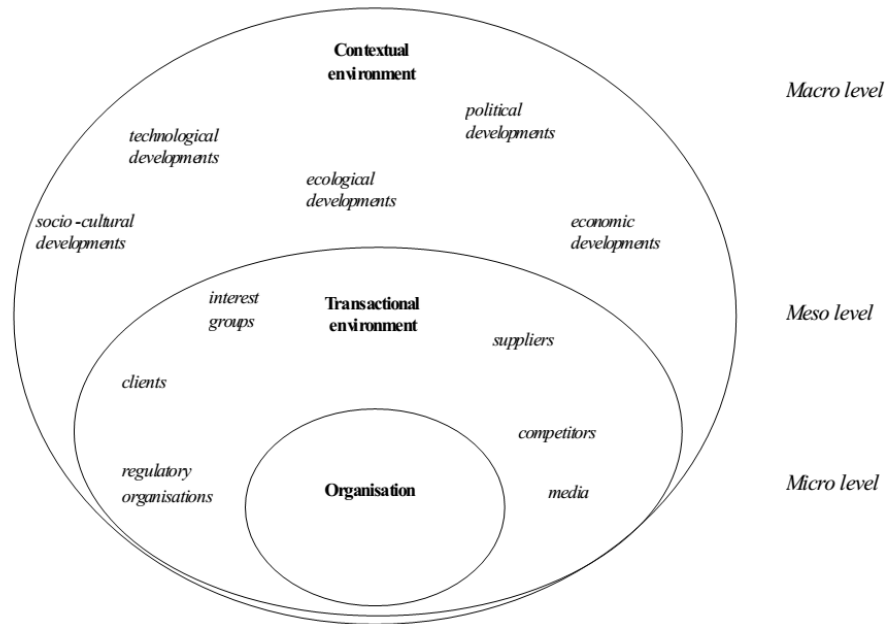 Contextual
environment
Macro level
political
developments
technological
developments
ecological
developments
socio-cultural
developments
economic
developments
interest
groups
Transactional
environment
Meso level
suppliers
clients
competitors
regulatory
organisations
Organisation
media
Micro level